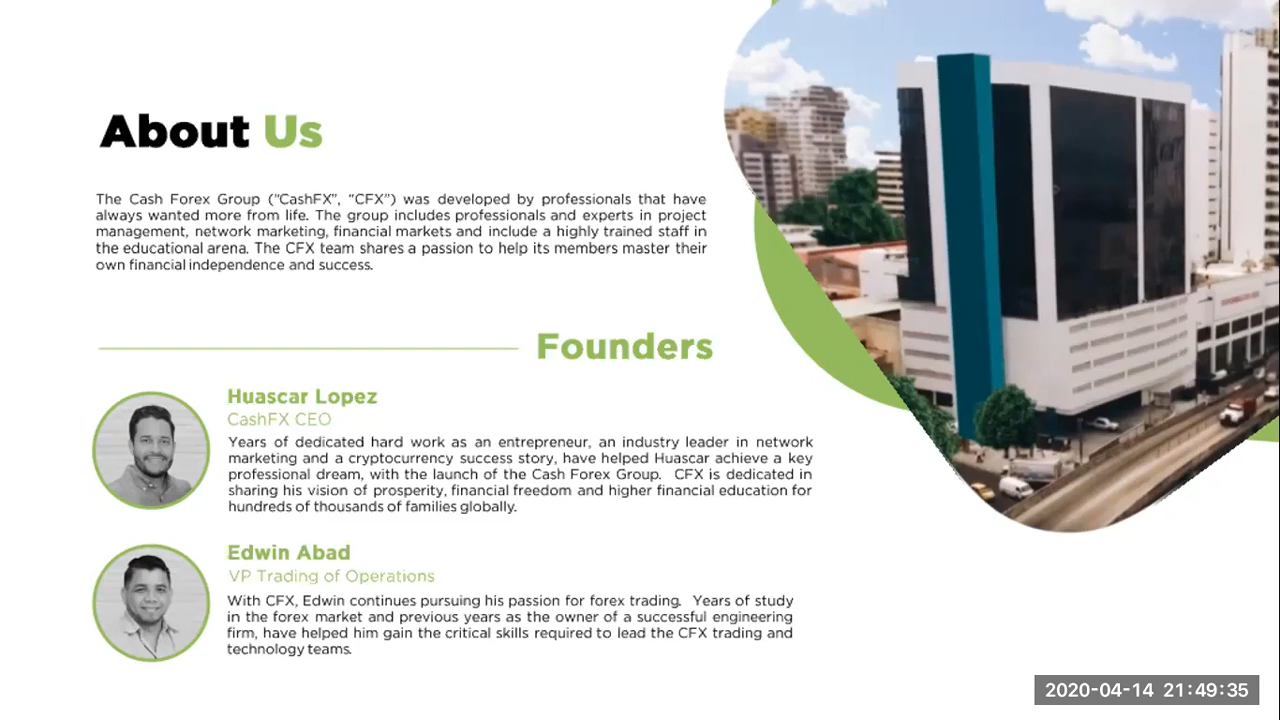 About Us
The Cash Forex Group (“CashFX”, “CFX”) was developed by professionals that have
always wanted more from life. The group includes professionals and experts in project
management, network marketing, financial markets and include a highly trained staff in
the educational arena. The CFX team shares a passion to help its members master their
own financial independence and success.
Founders
Huascar Lopez
CashFX CEO
Years of dedicated hard work as an entrepreneur, an industry leader in network
marketing and a cryptocurrency success story, have helped Huascar achieve a key
professional dream, with the launch of the Cash Forex Group. CFX is dedicated in
sharing his vision of prosperity, financial freedom and higher financial education for
hundreds of thousands of families globally.
Edwin Abad
VP Trading of Operations
With CFX, Edwin continues pursuing his passion for forex trading. Years of study
in the forex market and previous years as the owner of a successful engineering
firm, have helped him gain the critical skills required to lead the CFX trading and
technology teams.
2020-04-14 21:49:35